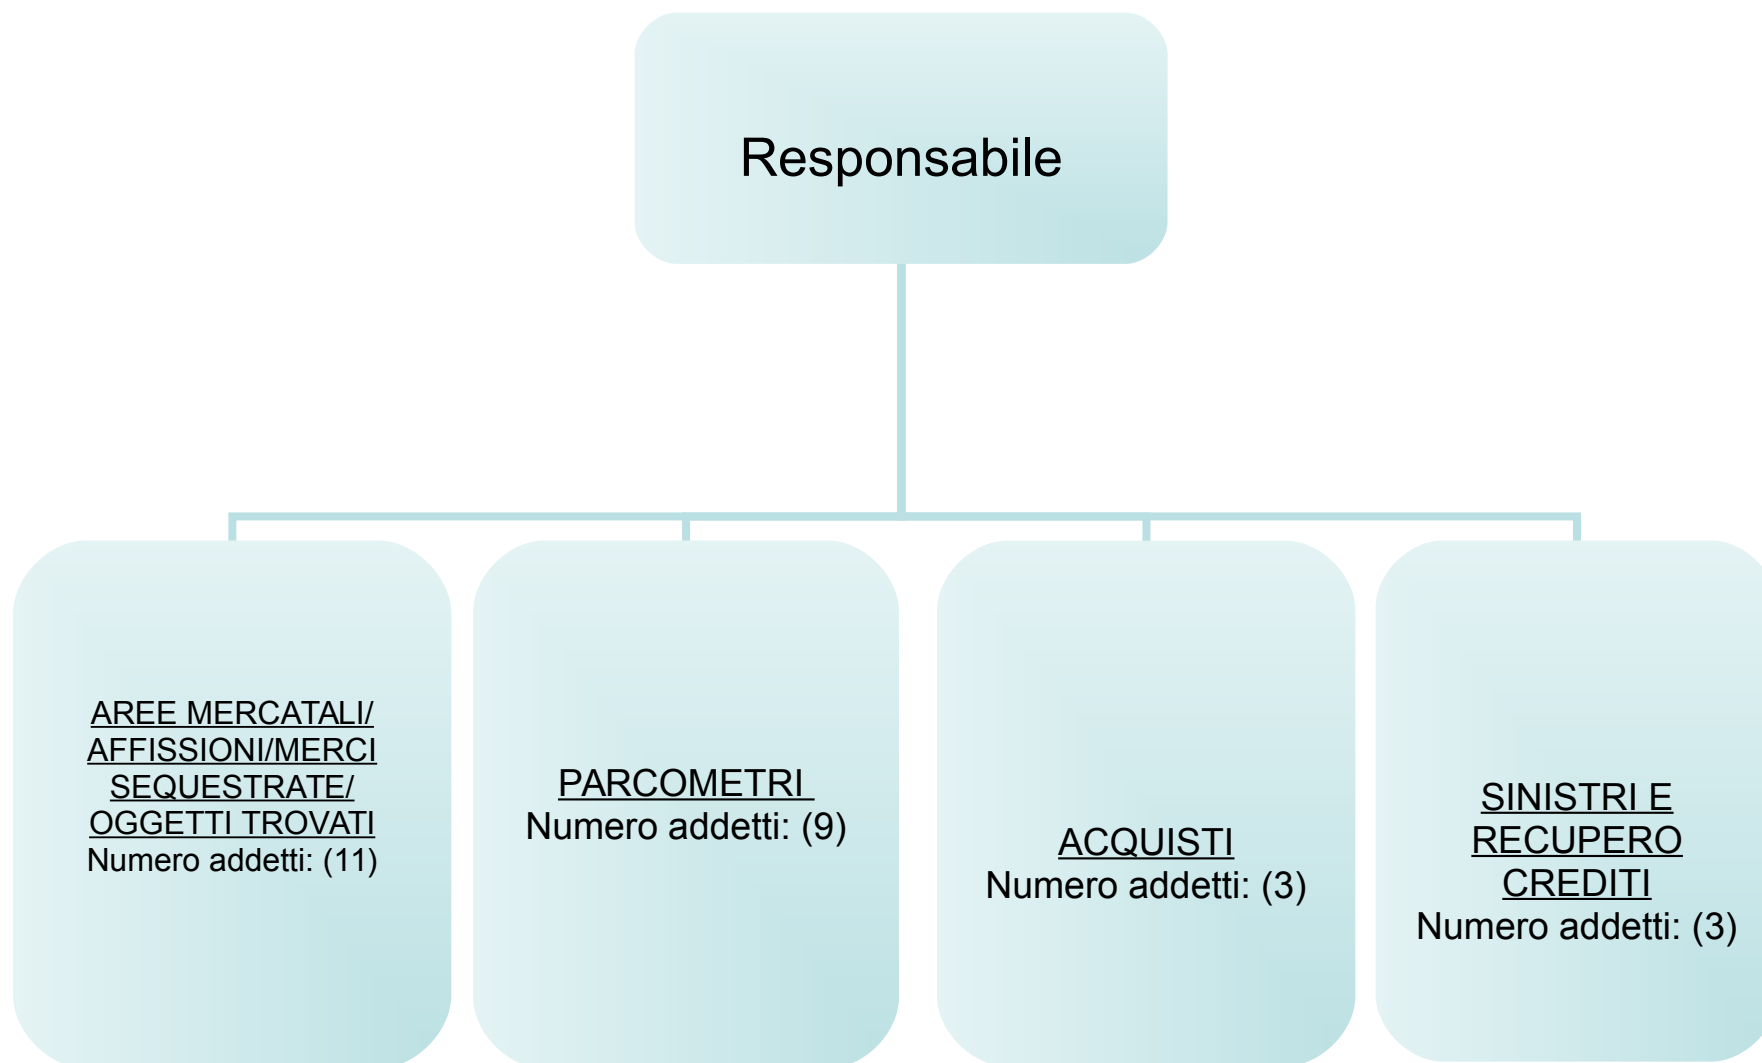 Responsabile
AREE MERCATALI/
AFFISSIONI/MERCI
SEQUESTRATE/
OGGETTI TROVATI
Numero addetti: (11)
PARCOMETRI
Numero addetti: (9)
ACQUISTI
Numero addetti: (3)
SINISTRI E
RECUPERO
CREDITI
Numero addetti: (3)